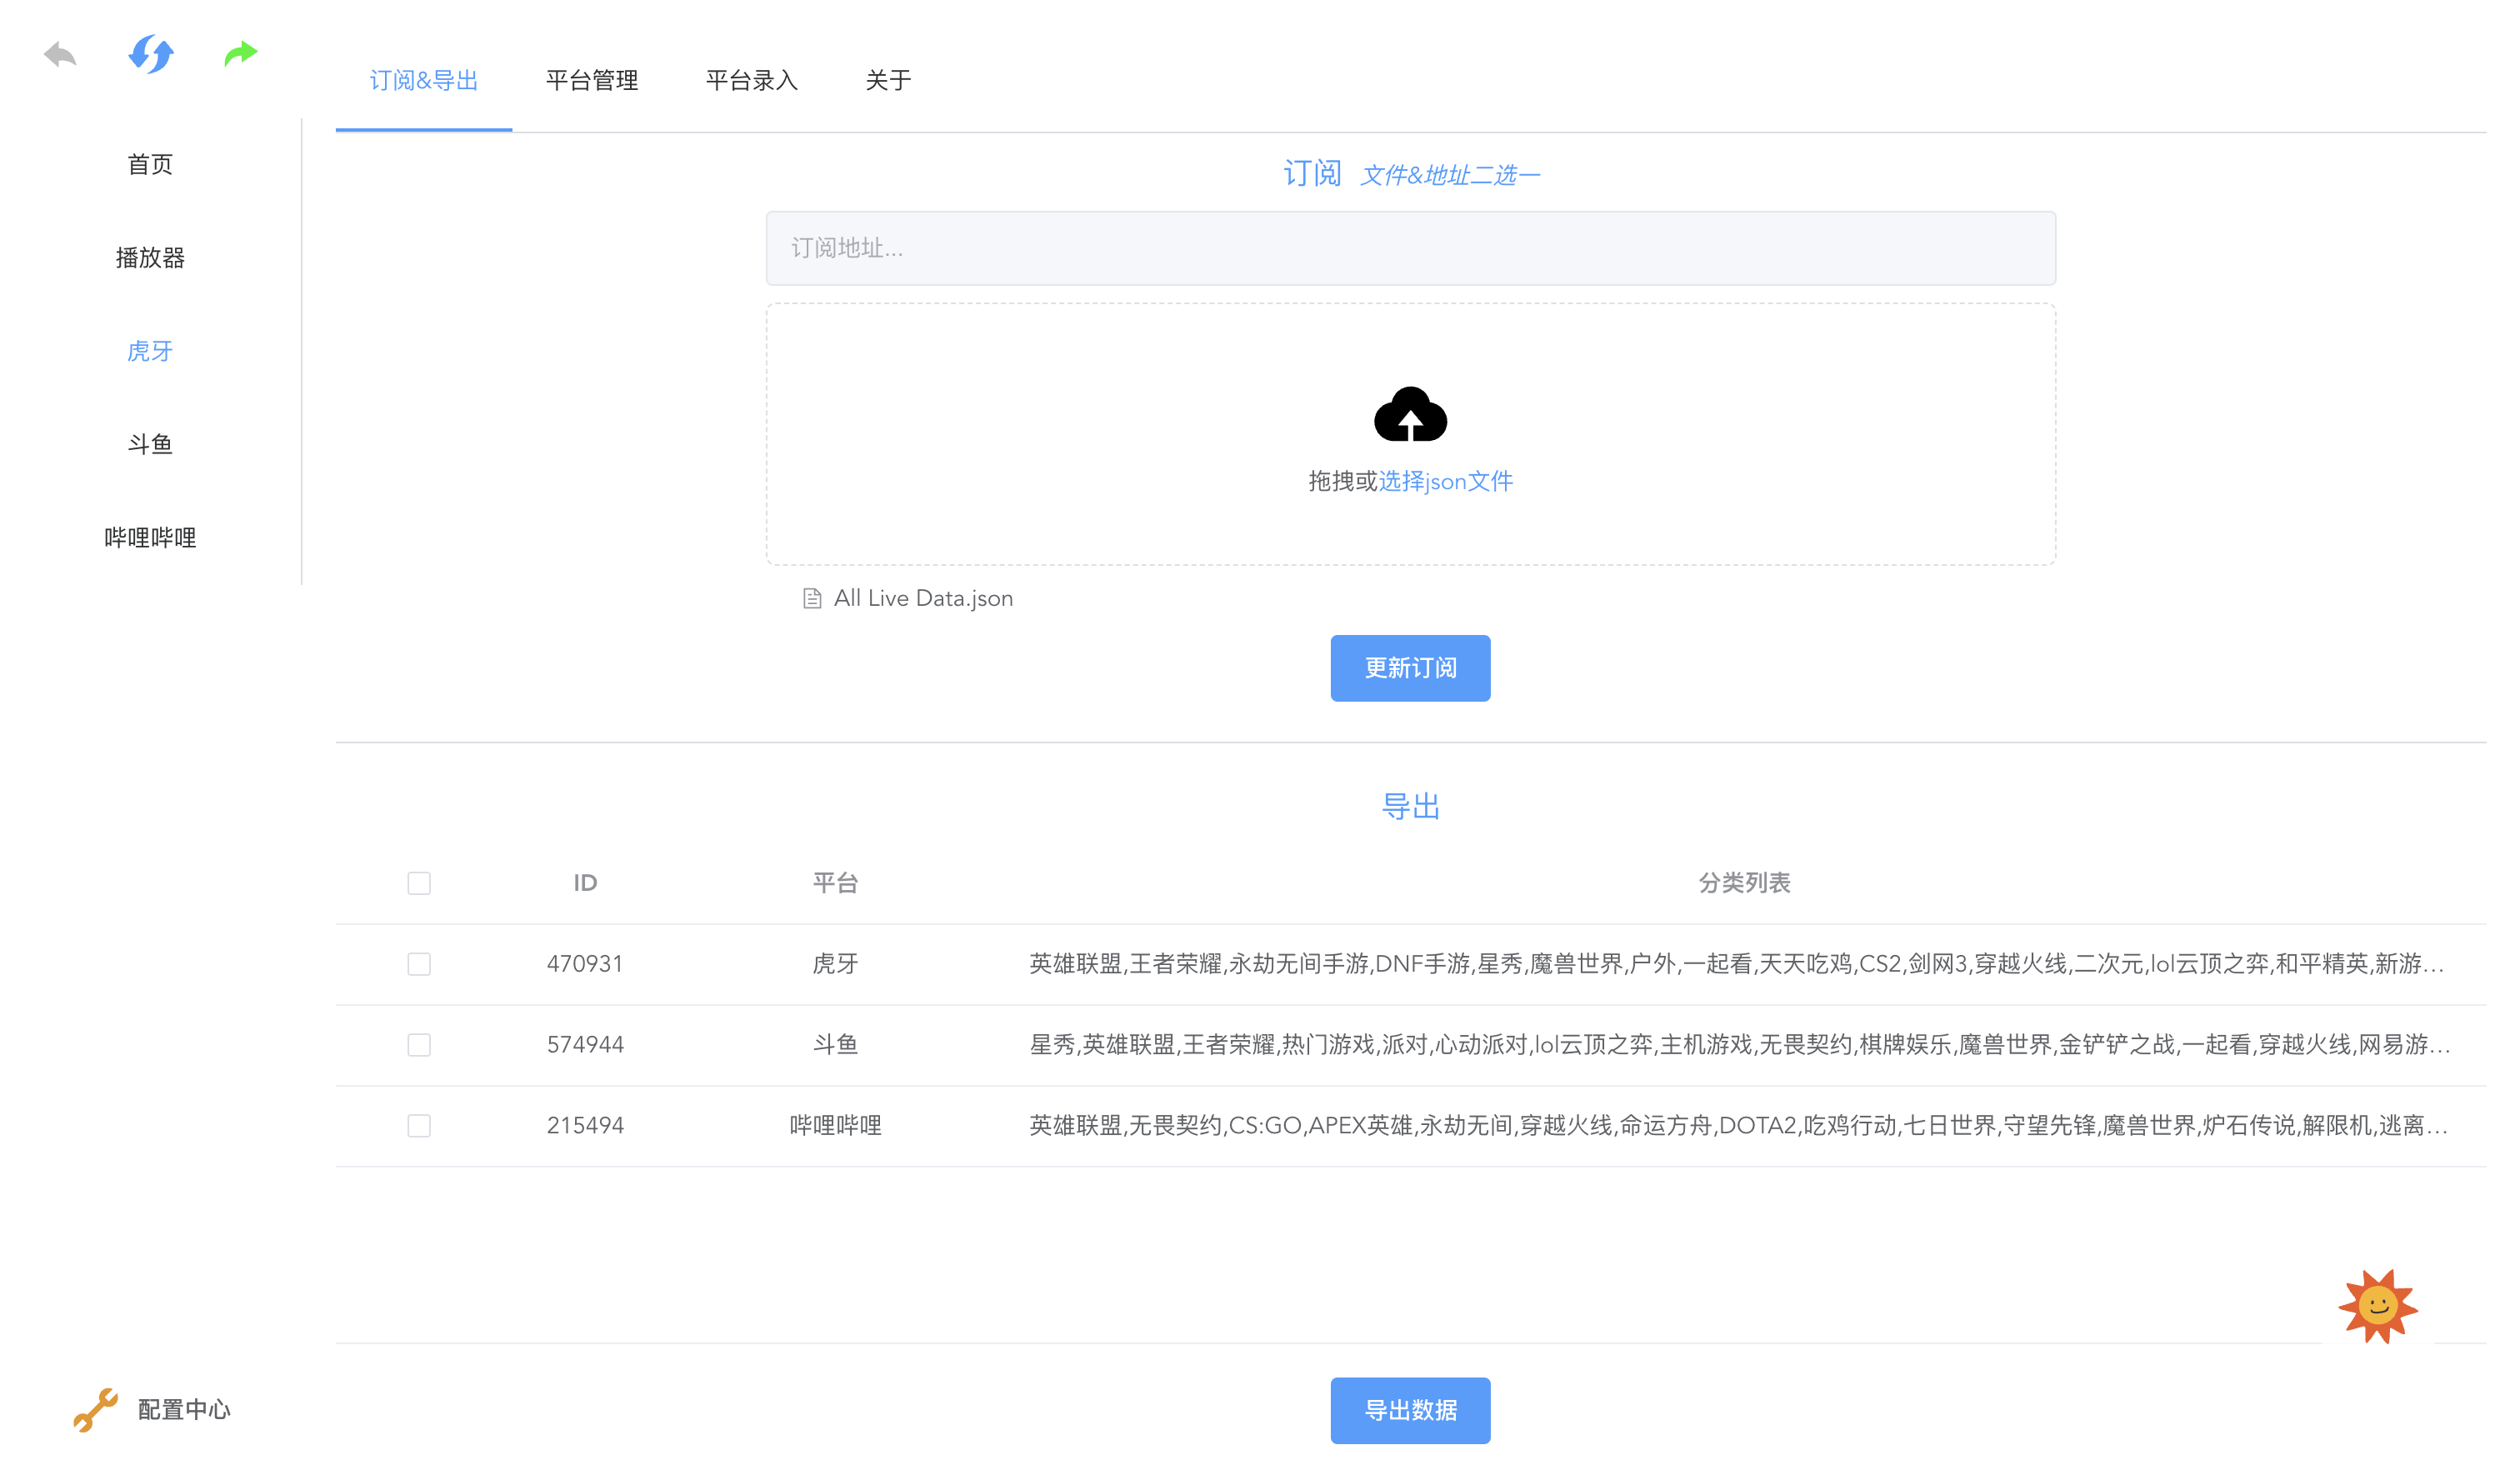 订阅&导出 平台管理 平台录入 关于
首页
播放器
虎牙
斗鱼
哔哩哔哩
订阅 文件&地址二选一
订阅地址...
拖拽或选择json文件
All Live Data.json
更新订阅
导出
ID 平台 分类列表
470931 虎牙 英雄联盟,王者荣耀,永劫无间手游,DNF手游,星秀,魔兽世界,户外,一起看,天天吃鸡,CS2,剑网3,穿越火线,二次元,lol云顶之弈,和平精英,新游...
574944 斗鱼 星秀,英雄联盟,王者荣耀,热门游戏,派对,心动派对,lol云顶之弈,主机游戏,无畏契约,棋牌娱乐,魔兽世界,金铲铲之战,一起看,穿越火线,网易游...
215494 哔哩哔哩 英雄联盟,无畏契约,CS:GO,APEX英雄,永劫无间,穿越火线,命运方舟,DOTA2,吃鸡行动,七日世界,守望先锋,魔兽世界,炉石传说,解限机,逃离...
配置中心
导出数据